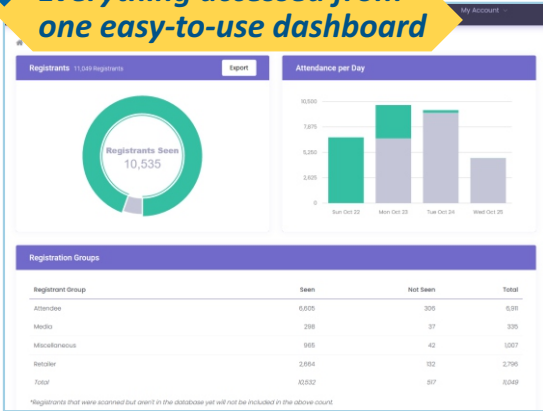 Everything accessed from
one easy-to-use dashboard
My Account
Registrants 11,049 Registrants Export
Registrants Seen
10,535
Attendance per Day
10,500
7,875
5,250
2,625
0
Sun Oct 22 Mon Oct 23 Tue Oct 24 Wed Oct 25
Registration Groups
Registrant Group Seen Not Seen Total
Attendee 6,605 306 6,911
Media 298 37 335
Miscellaneous 965 42 1,007
Retailer 2,664 132 2,796
Total 10,532 517 11,049
*Registrants that were scanned but aren't in the database yet will not be included in the above count.